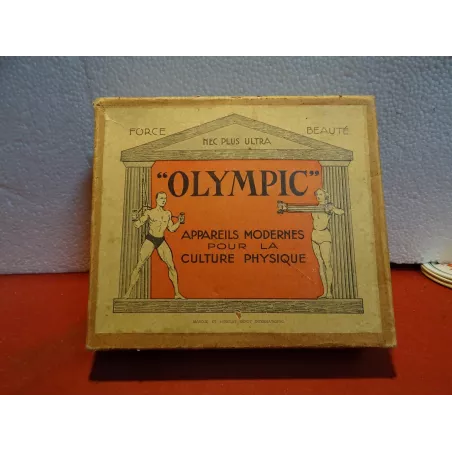 FORCE
BEAUTÉ
NEC PLUS ULTRA
"OLYMPIC"
APPAREILS MODERNES
POUR LA
CULTURE PHYSIQUE